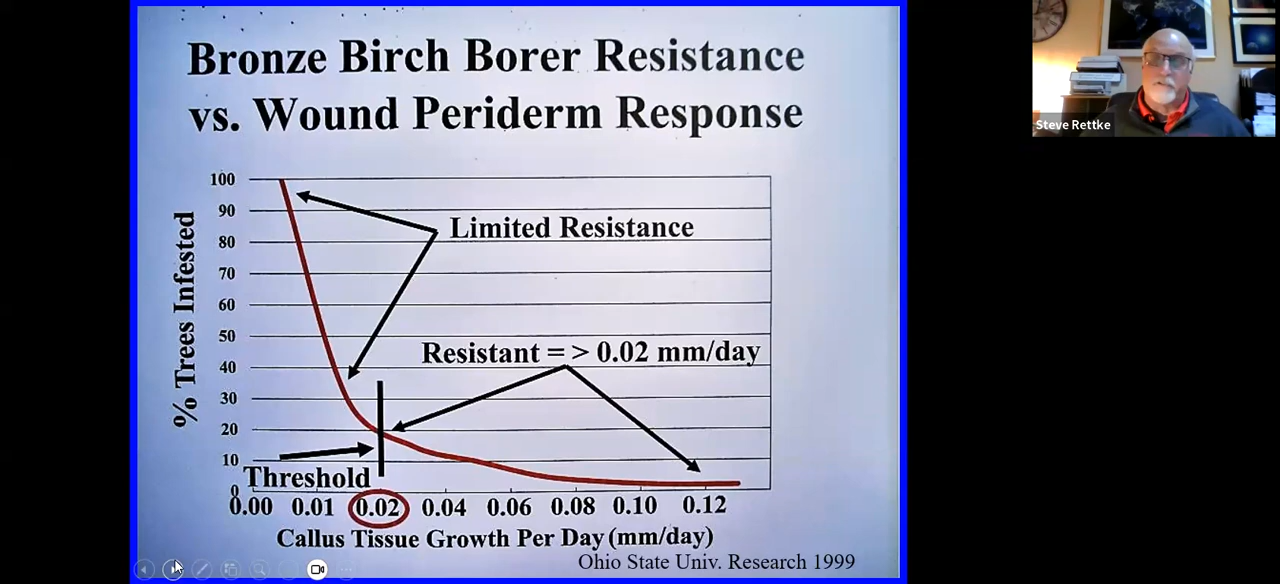 Bronze Birch Borer Resistance
vs. Wound Periderm Response
Steve Rettke
% Trees Infested
100
90
80
70
60
50
40
30
20
10
0
Limited Resistance
Resistant = > 0.02 mm/day
Threshold
0.00 0.01 0.02 0.04 0.06 0.08 0.10 0.12
Callus Tissue Growth Per Day (mm/day)
Ohio State Univ. Research 1999